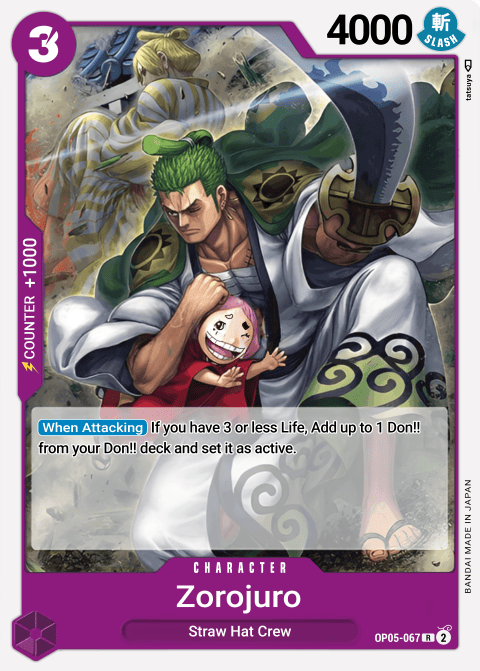 3
4000
斬
SLASH
tatsuya
COUNTER +1000
When Attacking If you have 3 or less Life, Add up to 1 Don!!
from your Don!! deck and set it as active.
BANDAI MADE IN JAPAN
CHARACTER
Zorojuro
Straw Hat Crew
OP05-067 R 2